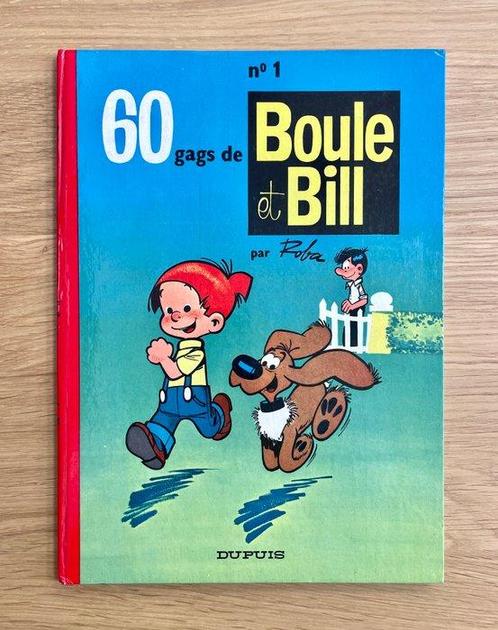 nº 1
60 gags de Boule
et Bill
par Roba
DUPUIS